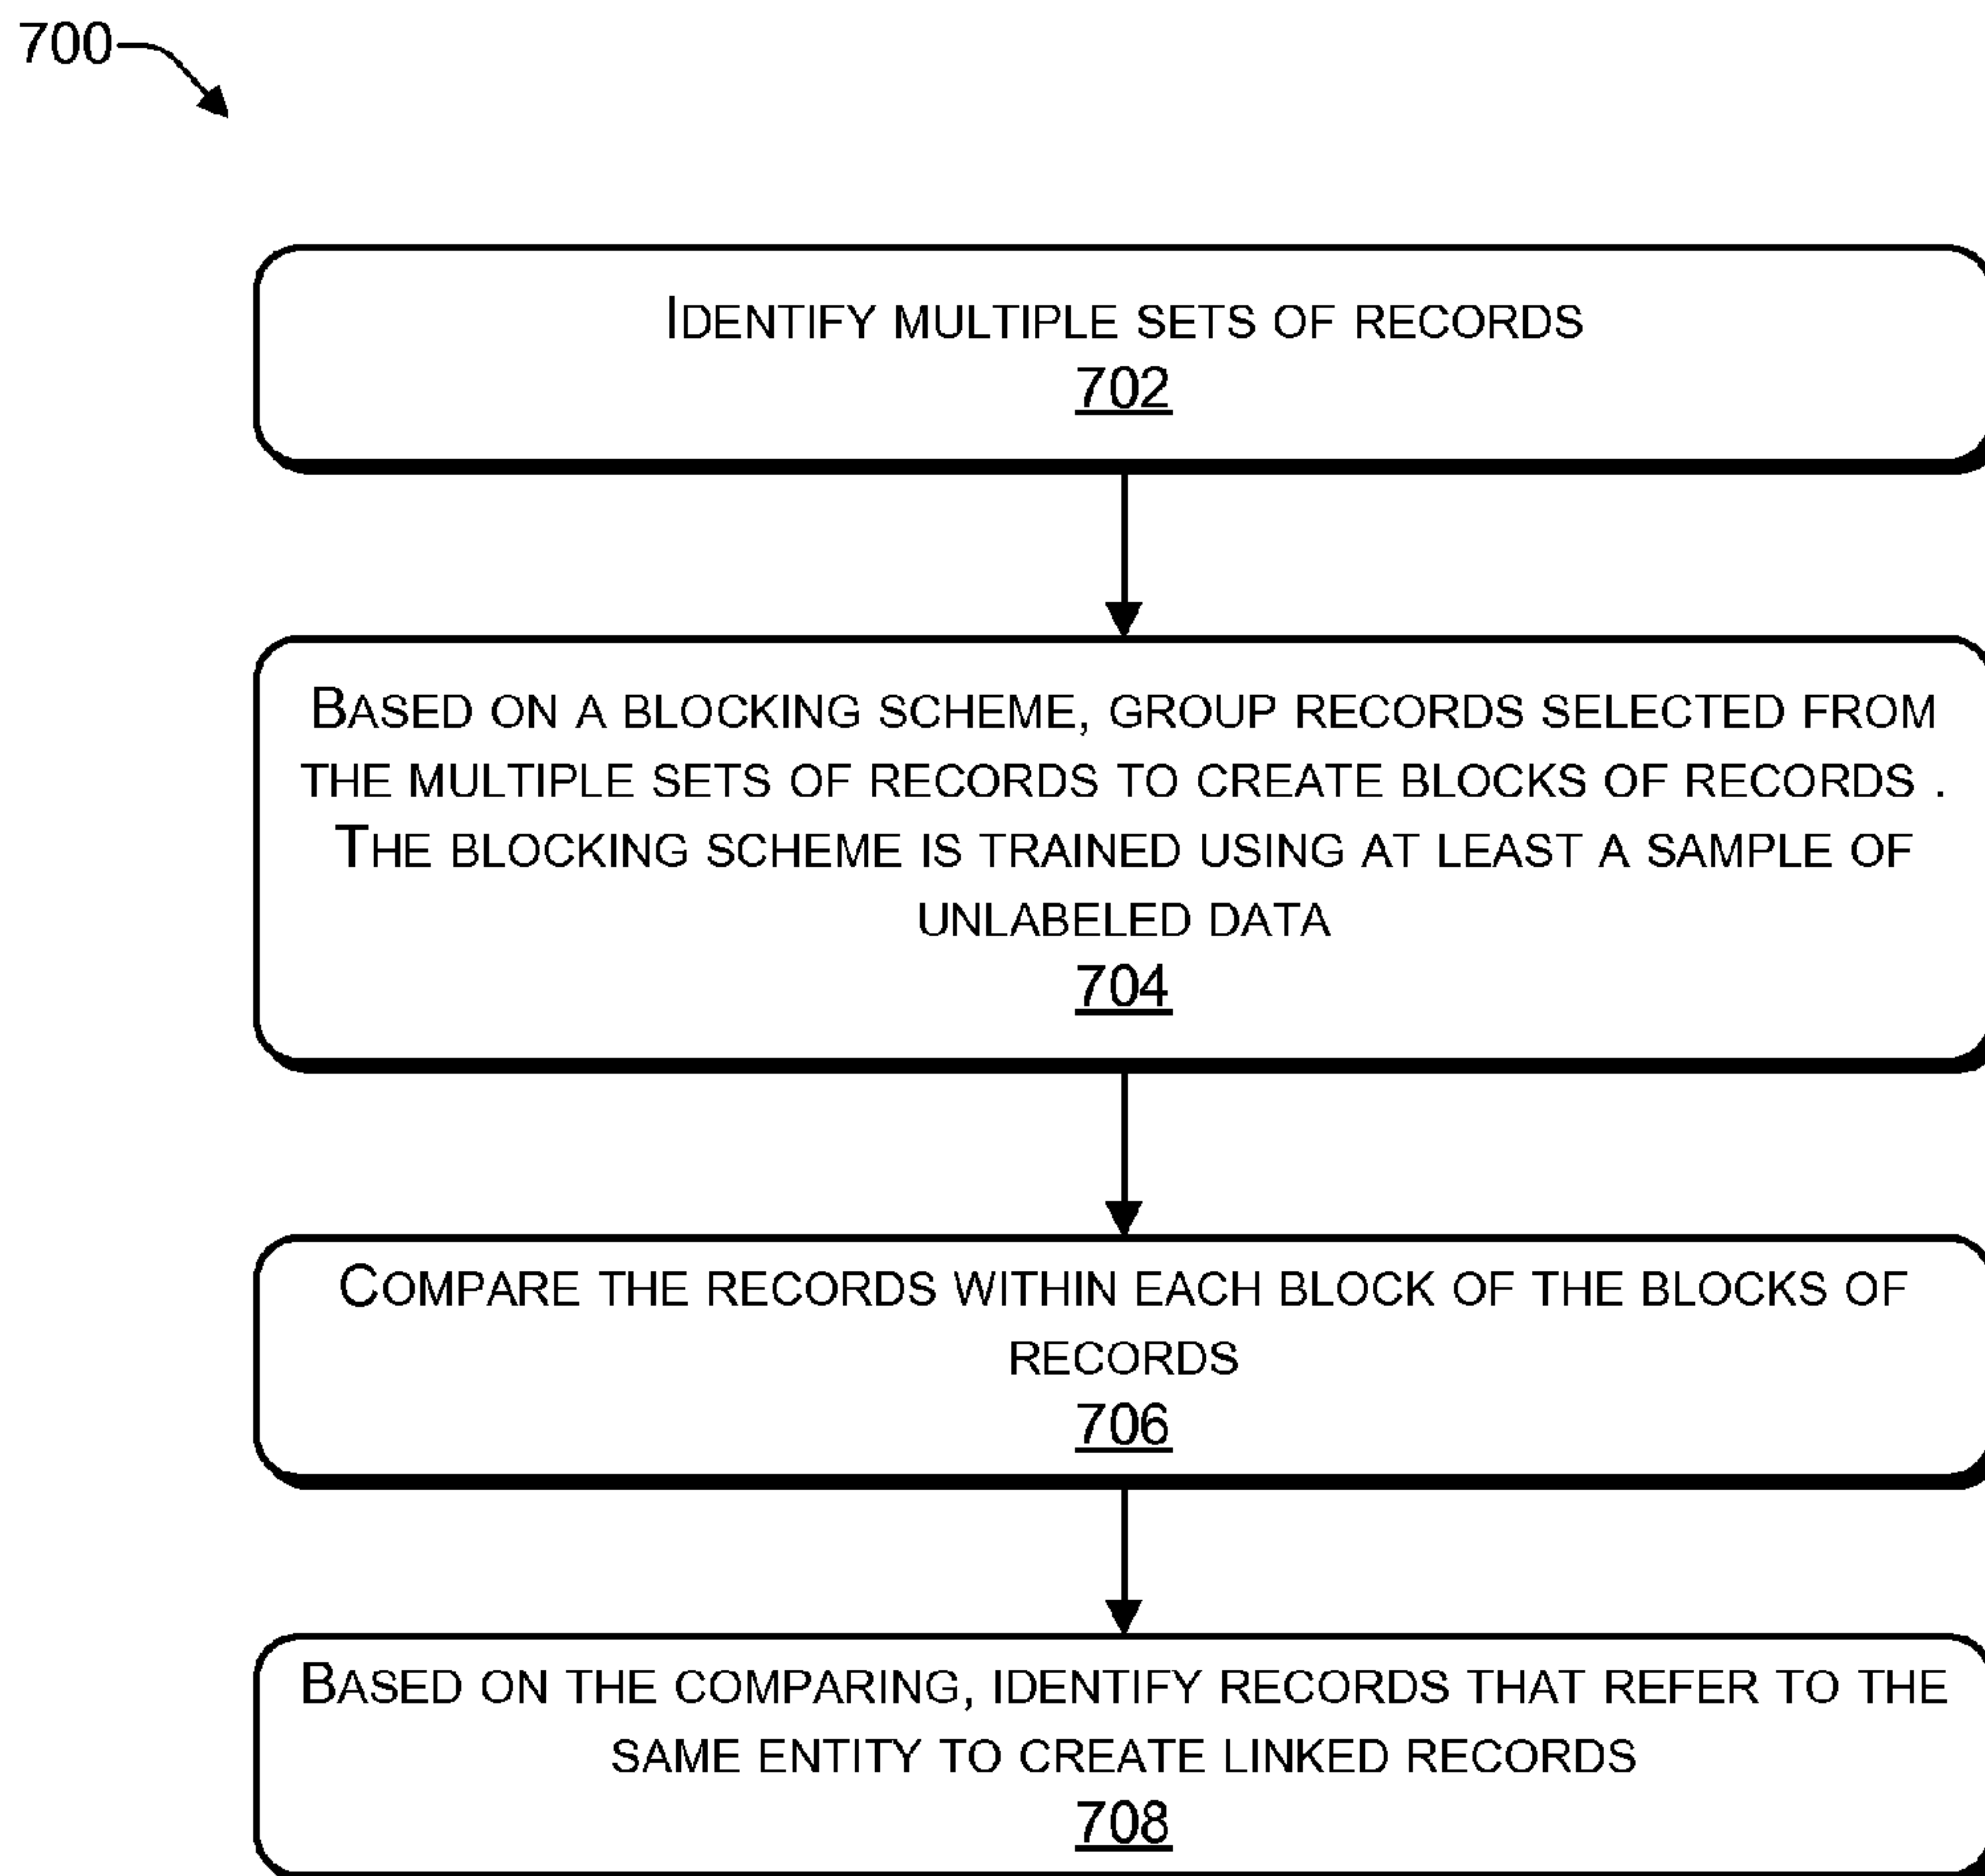 700
IDENTIFY MULTIPLE SETS OF RECORDS
702
BASED ON A BLOCKING SCHEME, GROUP RECORDS SELECTED FROM
THE MULTIPLE SETS OF RECORDS TO CREATE BLOCKS OF RECORDS .
THE BLOCKING SCHEME IS TRAINED USING AT LEAST A SAMPLE OF
UNLABELED DATA
704
COMPARE THE RECORDS WITHIN EACH BLOCK OF THE BLOCKS OF
RECORDS
706
BASED ON THE COMPARING, IDENTIFY RECORDS THAT REFER TO THE
SAME ENTITY TO CREATE LINKED RECORDS
708